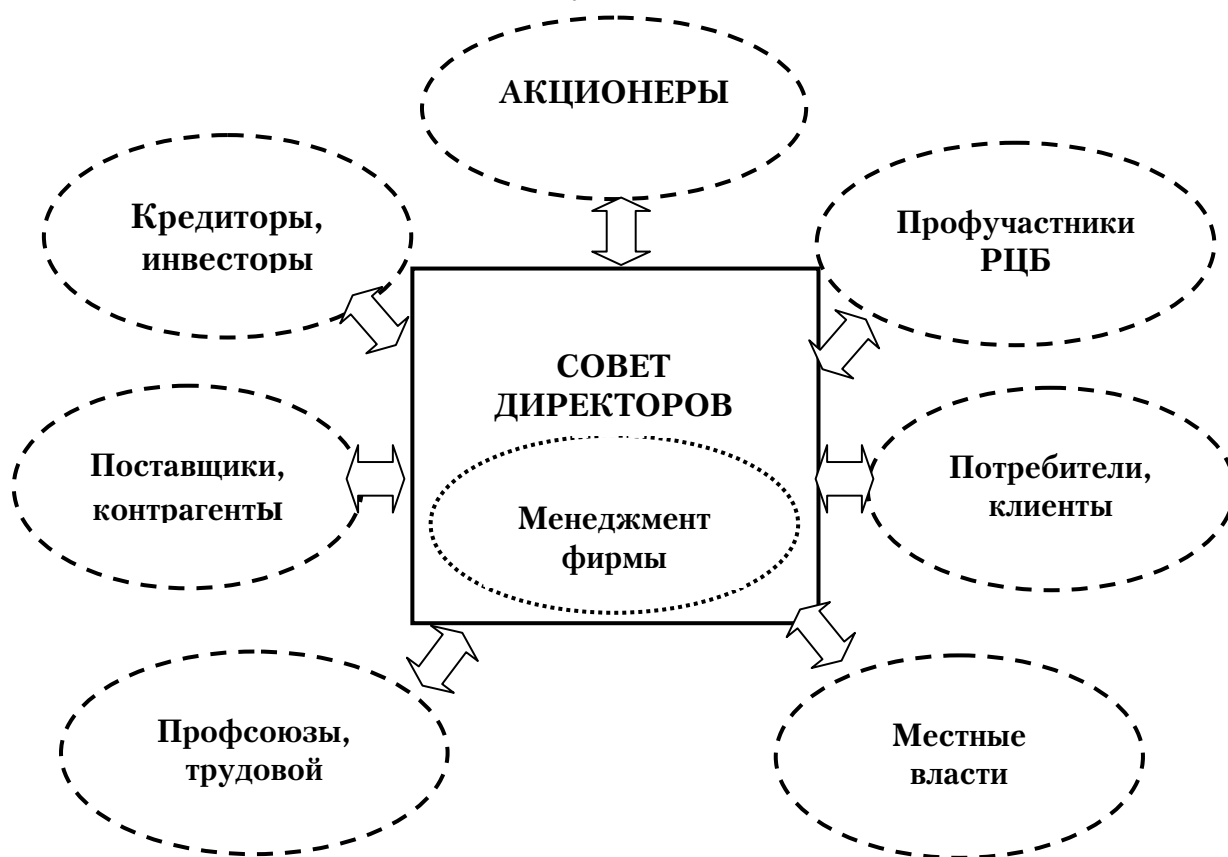 АКЦИОНЕРЫ
Кредиторы,
инвесторы
Профучастники
РЦБ
СОВЕТ
ДИРЕКТОРОВ
Поставщики,
контрагенты
Менеджмент
фирмы
Потребители,
клиенты
Профсоюзы,
трудовой
Местные
власти